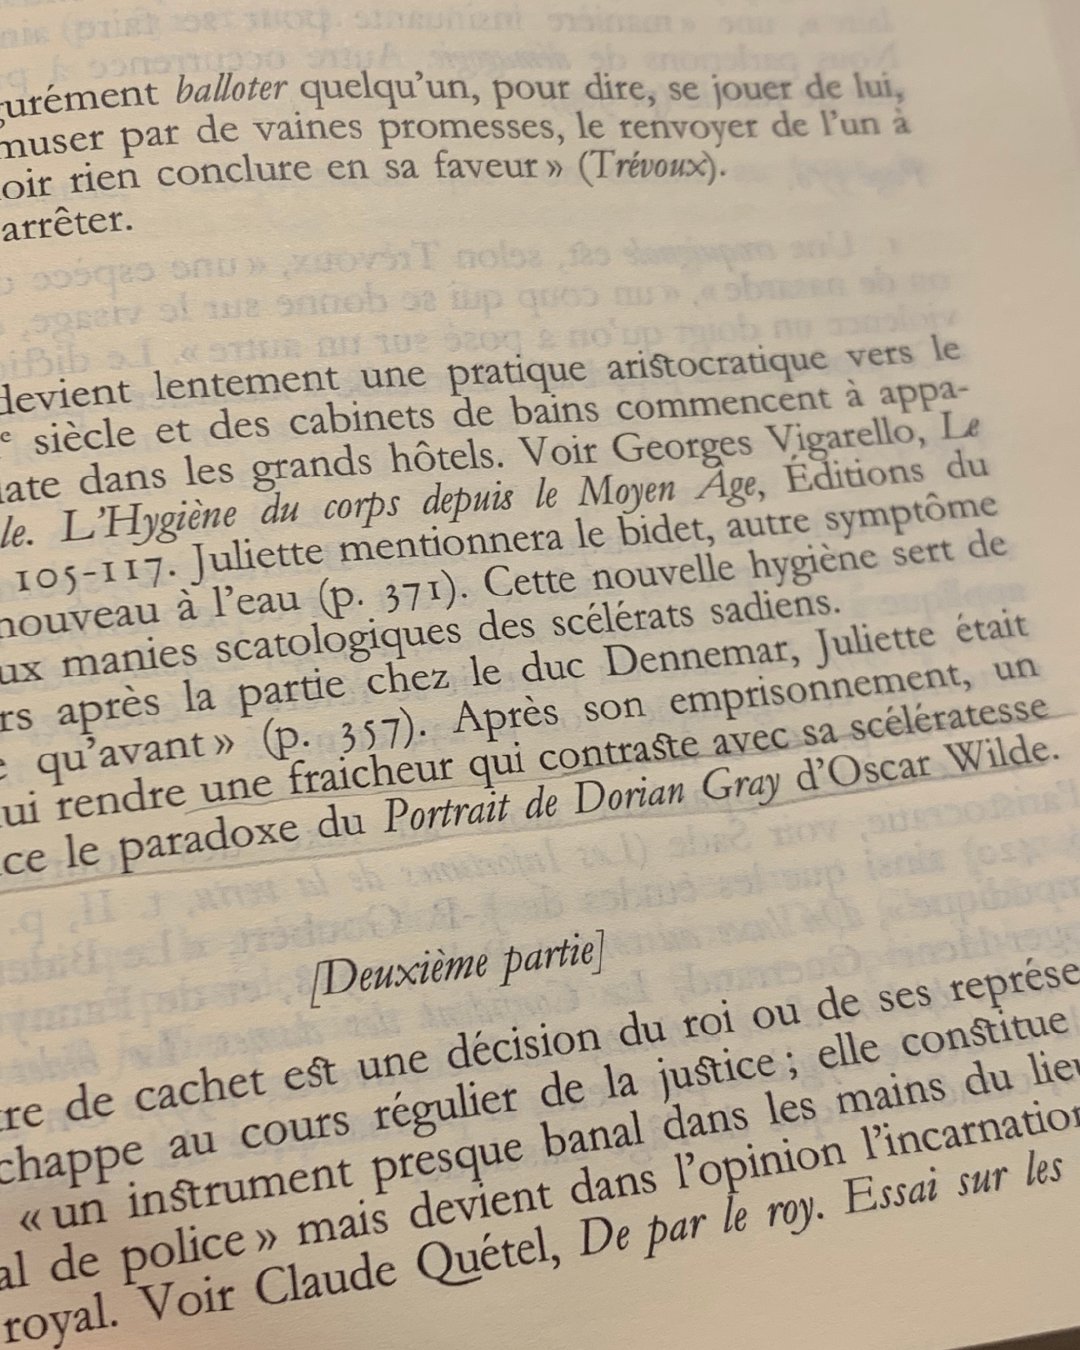 gurément balloter quelqu'un, pour dire, se jouer de lui,
muser par de vaines promesses, le renvoyer de l'un à
oir rien conclure en sa faveur » (Trévoux).
arrêter.
devient lentement une pratique aristocratique vers le
e siècle et des cabinets de bains commencent à appa-
late dans les grands hôtels. Voir Georges Vigarello, Le
le. L'Hygiène du corps depuis le Moyen Âge, Éditions du
105-117. Juliette mentionnera le bidet, autre symptôme
nouveau à l'eau (p. 371). Cette nouvelle hygiène sert de
ux manies scatologiques des scélérats sadiens.
rs après la partie chez le duc Dennemar, Juliette était
e qu'avant » (p. 357). Après son emprisonnement, un
ui rendre une fraicheur qui contraste avec sa scélératesse
ce le paradoxe du Portrait de Dorian Gray d'Oscar Wilde.
[Deuxième partie]
tre de cachet est une décision du roi ou de ses représe
chappe au cours régulier de la justice ; elle constitue
« un instrument presque banal dans les mains du lieu
al de police » mais devient dans l'opinion l'incarnation
royal. Voir Claude Quétel, De par le roy. Essai sur les